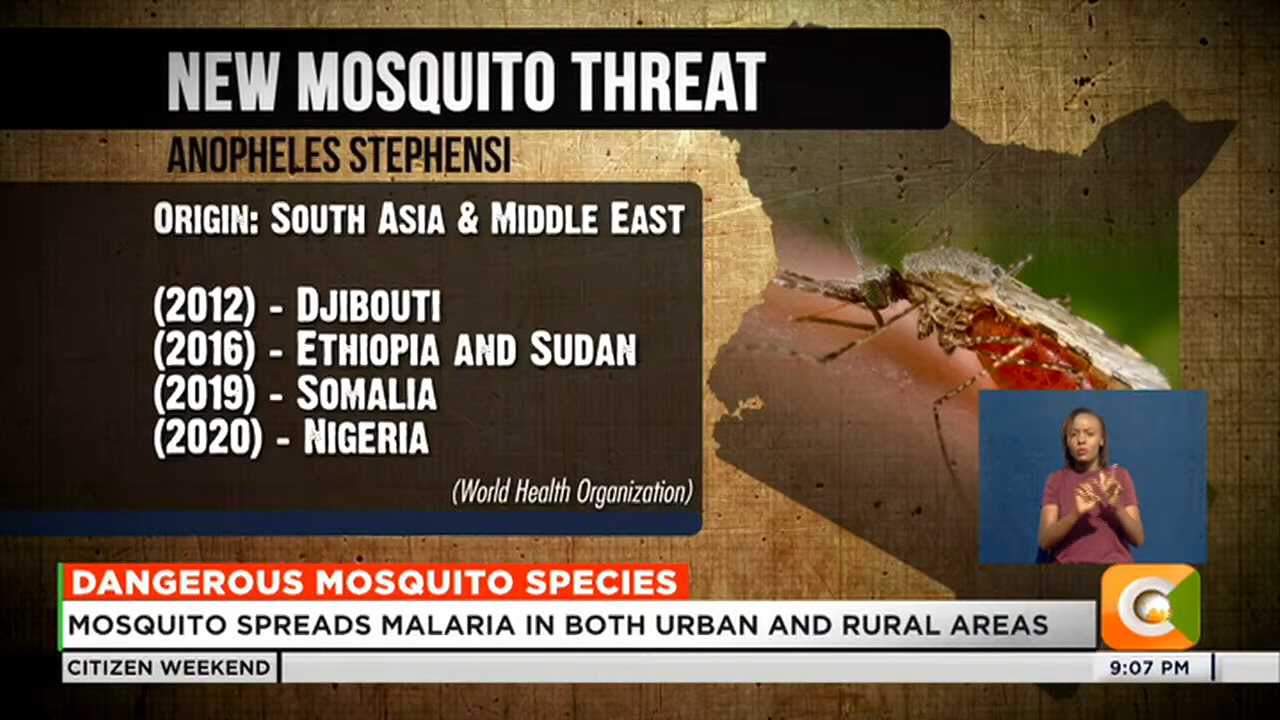 NEW MOSQUITO THREAT
ANOPHELES STEPHENSI
ORIGIN: SOUTH ASIA & MIDDLE EAST
(2012) - DJIBOUTI
(2016) - ETHIOPIA AND SUDAN
(2019) - SOMALIA
(2020) - NIGERIA
(World Health Organization)
DANGEROUS MOSQUITO SPECIES
MOSQUITO SPREADS MALARIA IN BOTH URBAN AND RURAL AREAS
CITIZEN WEEKEND
9:07 PM